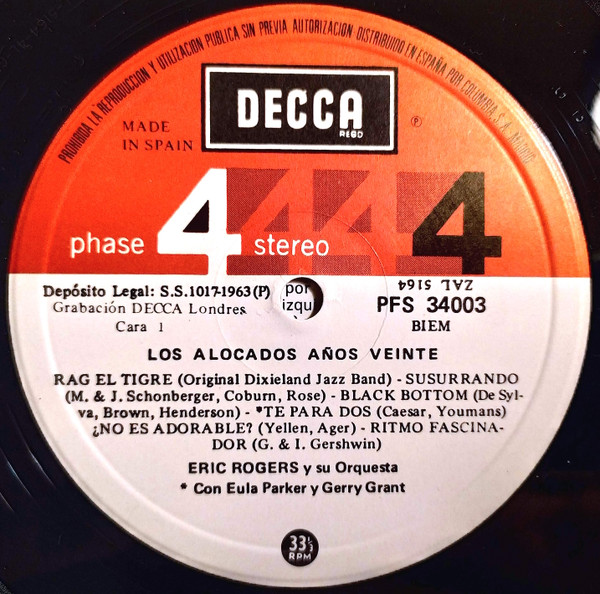 PROHIBIDA LA REPRODUCCION Y UTILIZACION PUBLICA SIN PREVIA AUTORIZACION DISTRIBUIDO EN ESPAÑA POR COLUMBIA, S. A. MADRID
DECCA
REGD
MADE
IN SPAIN
Ⓟ
phase 4 stereo
4 4 4
Depósito Legal: S.S.1017-1963(P)
por
izqu
ZAL 5164
Grabación DECCA Londres
PFS 34003
Cara 1
BIEM
LOS ALOCADOS AÑOS VEINTE
RAG EL TIGRE (Original Dixieland Jazz Band) - SUSURRANDO
(M. & J. Schonberger, Coburn, Rose) - BLACK BOTTOM (De Syl-
va, Brown, Henderson) - *TE PARA DOS (Caesar, Youmans)
¿NO ES ADORABLE? (Yellen, Ager) - RITMO FASCINA-
DOR (G. & I. Gershwin)
ERIC ROGERS y su Orquesta
* Con Eula Parker y Gerry Grant
33⅓
RPM